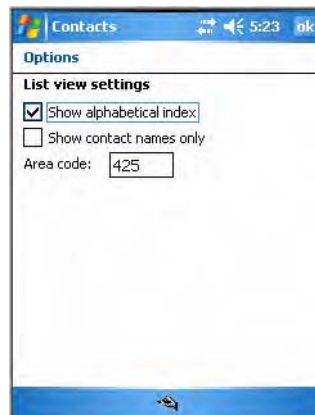 Contacts 5:23 ok
Options
List view settings
Show alphabetical index
Show contact names only
Area code: 425